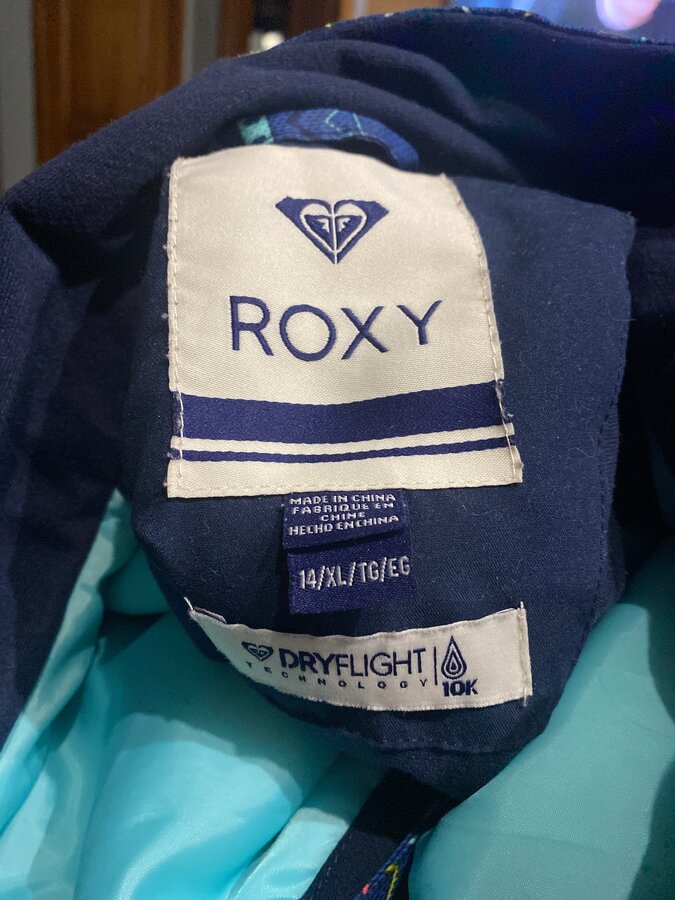 ROXY
MADE IN CHINA
FABRIQUE EN
CHINE
HECHO EN CHINA
14/XL/TG/EG
DRYFLIGHT
TECHNOLOGY
10K